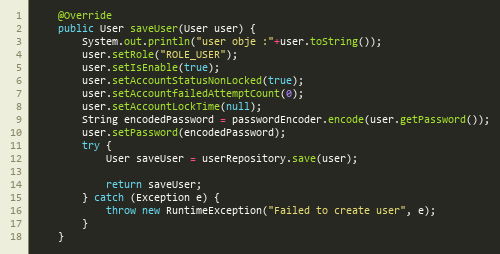 1 @Override
2 public User saveUser(User user) {
3 System.out.println("user obje :"+user.toString());
4 user.setRole("ROLE_USER");
5 user.setIsEnable(true);
6 user.setAccountStatusNonLocked(true);
7 user.setAccountfailedAttemptCount(0);
8 user.setAccountLockTime(null);
9 String encodedPassword = passwordEncoder.encode(user.getPassword());
10 user.setPassword(encodedPassword);
11 try {
12 User saveUser = userRepository.save(user);
13
14 return saveUser;
15 } catch (Exception e) {
16 throw new RuntimeException("Failed to create user", e);
17 }
18 }